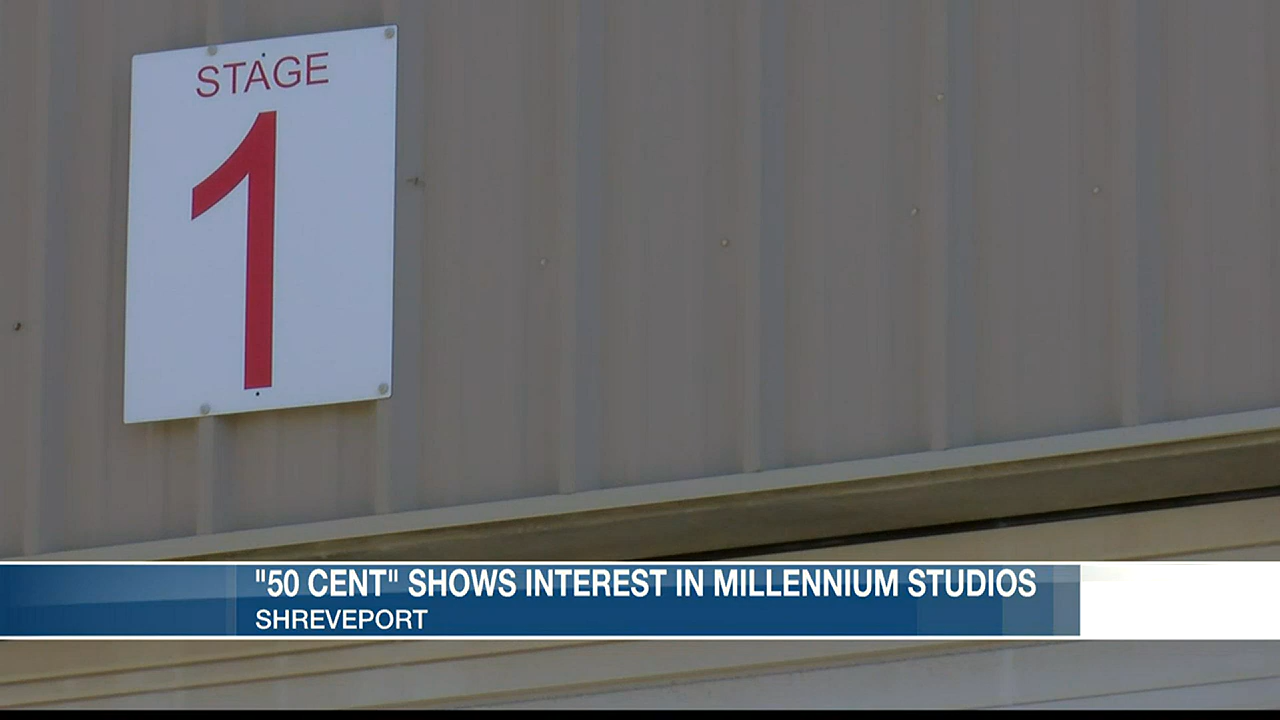 STAGE
1
"50 CENT" SHOWS INTEREST IN MILLENNIUM STUDIOS
SHREVEPORT